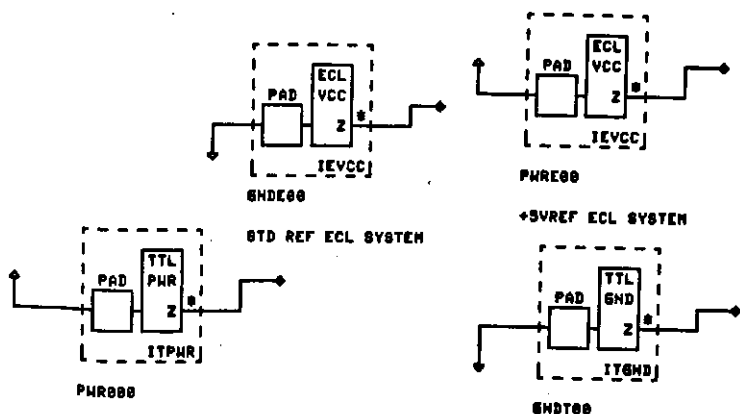 ECL
VCC
PAD
Z
*
IEVCC
GNDE00
STD REF ECL SYSTEM
ECL
VCC
PAD
Z
*
IEVCC
PWRE00
+5VREF ECL SYSTEM
TTL
PWR
PAD
Z
*
ITPWR
PWR000
TTL
GND
PAD
Z
*
ITGND
GNDT00